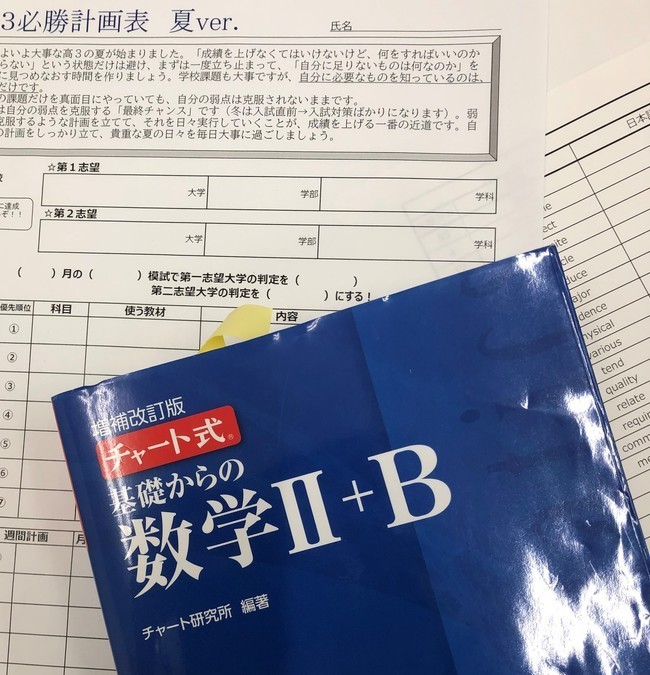 3必勝計画表 夏ver.
氏名
よいよ大事な高3の夏が始まりました。「成績を上げなくてはいけないけど、何をすればいいのか
らない」という状態だけは避け、まずは一度立ち止まって、「自分に足りないものは何なのか」を
に見つめなおす時間を作りましょう。学校課題も大事ですが、自分に必要なものを知っているのは、
だけです。
の課題だけを真面目にやっていても、自分の弱点は克服されないままです。
は自分の弱点を克服する「最終チャンス」です(冬は入試直前→入試対策ばかりになります)。弱
克服するような計画を立てて、それを日々実行していくことが、成績を上げる一番の近道です。自
の計画をしっかり立て、貴重な夏の日々を毎日大事に過ごしましょう。
☆第1志望
大学 学部 学科
に達成
ぞ!!
☆第2志望
大学 学部 学科
( )月の( )模試で第一志望大学の判定を( )
第二志望大学の判定を( )にする!
優先順位 科目 使う教材 内容
①
②
③
④
⑤
⑥
⑦
週間計画 月
増補改訂版
チャート式®
基礎からの
数学Ⅱ+B
チャート研究所 編著
日本語
major
various
tend
quality
relate